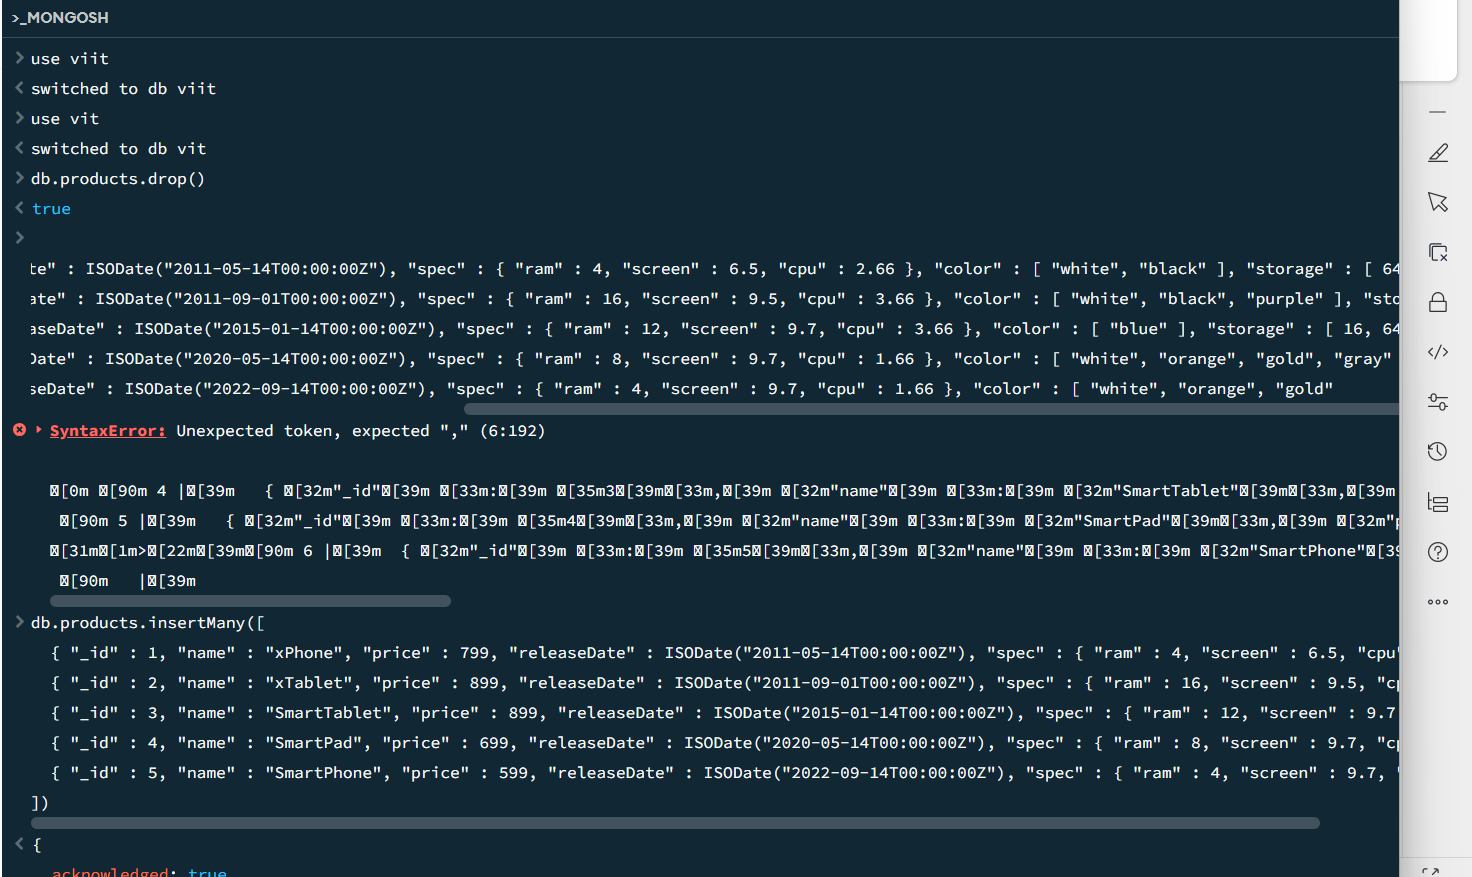 >_MONGOSH
> use viit
< switched to db viit
> use vit
< switched to db vit
> db.products.drop()
< true
>
te" : ISODate("2011-05-14T00:00:00Z"), "spec" : { "ram" : 4, "screen" : 6.5, "cpu" : 2.66 }, "color" : [ "white", "black" ], "storage" : [ 64
ate" : ISODate("2011-09-01T00:00:00Z"), "spec" : { "ram" : 16, "screen" : 9.5, "cpu" : 3.66 }, "color" : [ "white", "black", "purple" ], "sto
aseDate" : ISODate("2015-01-14T00:00:00Z"), "spec" : { "ram" : 12, "screen" : 9.7, "cpu" : 3.66 }, "color" : [ "blue" ], "storage" : [ 16, 64
Date" : ISODate("2020-05-14T00:00:00Z"), "spec" : { "ram" : 8, "screen" : 9.7, "cpu" : 1.66 }, "color" : [ "white", "orange", "gold", "gray"
seDate" : ISODate("2022-09-14T00:00:00Z"), "spec" : { "ram" : 4, "screen" : 9.7, "cpu" : 1.66 }, "color" : [ "white", "orange", "gold"
SyntaxError: Unexpected token, expected "," (6:192)
�[0m �[90m 4 |�[39m   { �[32m"_id"�[39m �[33m:�[39m �[35m3�[39m�[33m,�[39m �[32m"name"�[39m �[33m:�[39m �[32m"SmartTablet"�[39m�[33m,�[39m
�[90m 5 |�[39m   { �[32m"_id"�[39m �[33m:�[39m �[35m4�[39m�[33m,�[39m �[32m"name"�[39m �[33m:�[39m �[32m"SmartPad"�[39m�[33m,�[39m �[32m"p
�[31m�[1m>�[22m�[39m�[90m 6 |�[39m  { �[32m"_id"�[39m �[33m:�[39m �[35m5�[39m�[33m,�[39m �[32m"name"�[39m �[33m:�[39m �[32m"SmartPhone"�[39
�[90m   |�[39m
> db.products.insertMany([
{ "_id" : 1, "name" : "xPhone", "price" : 799, "releaseDate" : ISODate("2011-05-14T00:00:00Z"), "spec" : { "ram" : 4, "screen" : 6.5, "cpu"
{ "_id" : 2, "name" : "xTablet", "price" : 899, "releaseDate" : ISODate("2011-09-01T00:00:00Z"), "spec" : { "ram" : 16, "screen" : 9.5, "cp
{ "_id" : 3, "name" : "SmartTablet", "price" : 899, "releaseDate" : ISODate("2015-01-14T00:00:00Z"), "spec" : { "ram" : 12, "screen" : 9.7
{ "_id" : 4, "name" : "SmartPad", "price" : 699, "releaseDate" : ISODate("2020-05-14T00:00:00Z"), "spec" : { "ram" : 8, "screen" : 9.7, "cp
{ "_id" : 5, "name" : "SmartPhone", "price" : 599, "releaseDate" : ISODate("2022-09-14T00:00:00Z"), "spec" : { "ram" : 4, "screen" : 9.7, "
])
< {
acknowledged: true